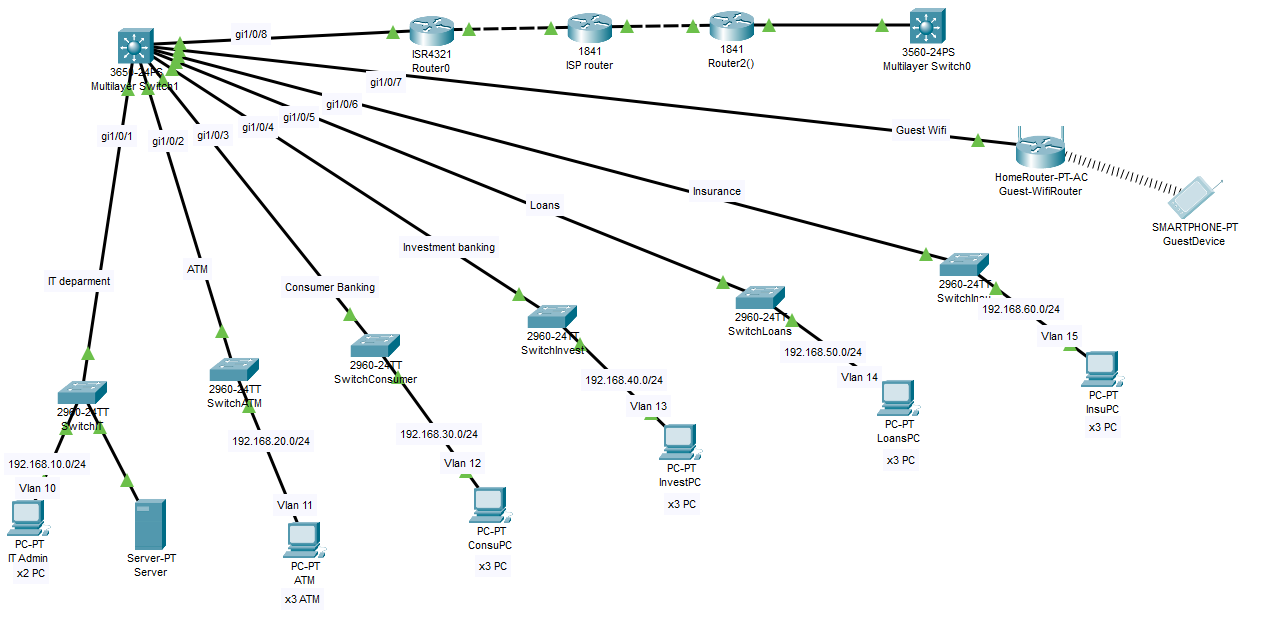 gi1/0/8
ISR4321
Router0
1841
ISP router
1841
Router2()
3560-24PS
Multilayer Switch0
3650-24PS
Multilayer Switch1
gi1/0/7
gi1/0/6
gi1/0/5
gi1/0/4
gi1/0/3
gi1/0/2
gi1/0/1
Guest Wifi
HomeRouter-PT-AC
Guest-WifiRouter
SMARTPHONE-PT
GuestDevice
Insurance
Loans
Investment banking
Consumer Banking
ATM
IT deparment
2960-24TT
2960-24TT
SwitchLoans
2960-24TT
SwitchInvest
2960-24TT
SwitchConsumer
2960-24TT
SwitchATM
2960-24TT
SwitchIT
192.168.60.0/24
Vlan 15
PC-PT
InsuPC
x3 PC
192.168.50.0/24
Vlan 14
PC-PT
LoansPC
x3 PC
192.168.40.0/24
Vlan 13
PC-PT
InvestPC
x3 PC
192.168.30.0/24
Vlan 12
PC-PT
ConsuPC
x3 PC
192.168.20.0/24
Vlan 11
PC-PT
ATM
x3 ATM
192.168.10.0/24
Vlan 10
PC-PT
IT Admin
x2 PC
Server-PT
Server